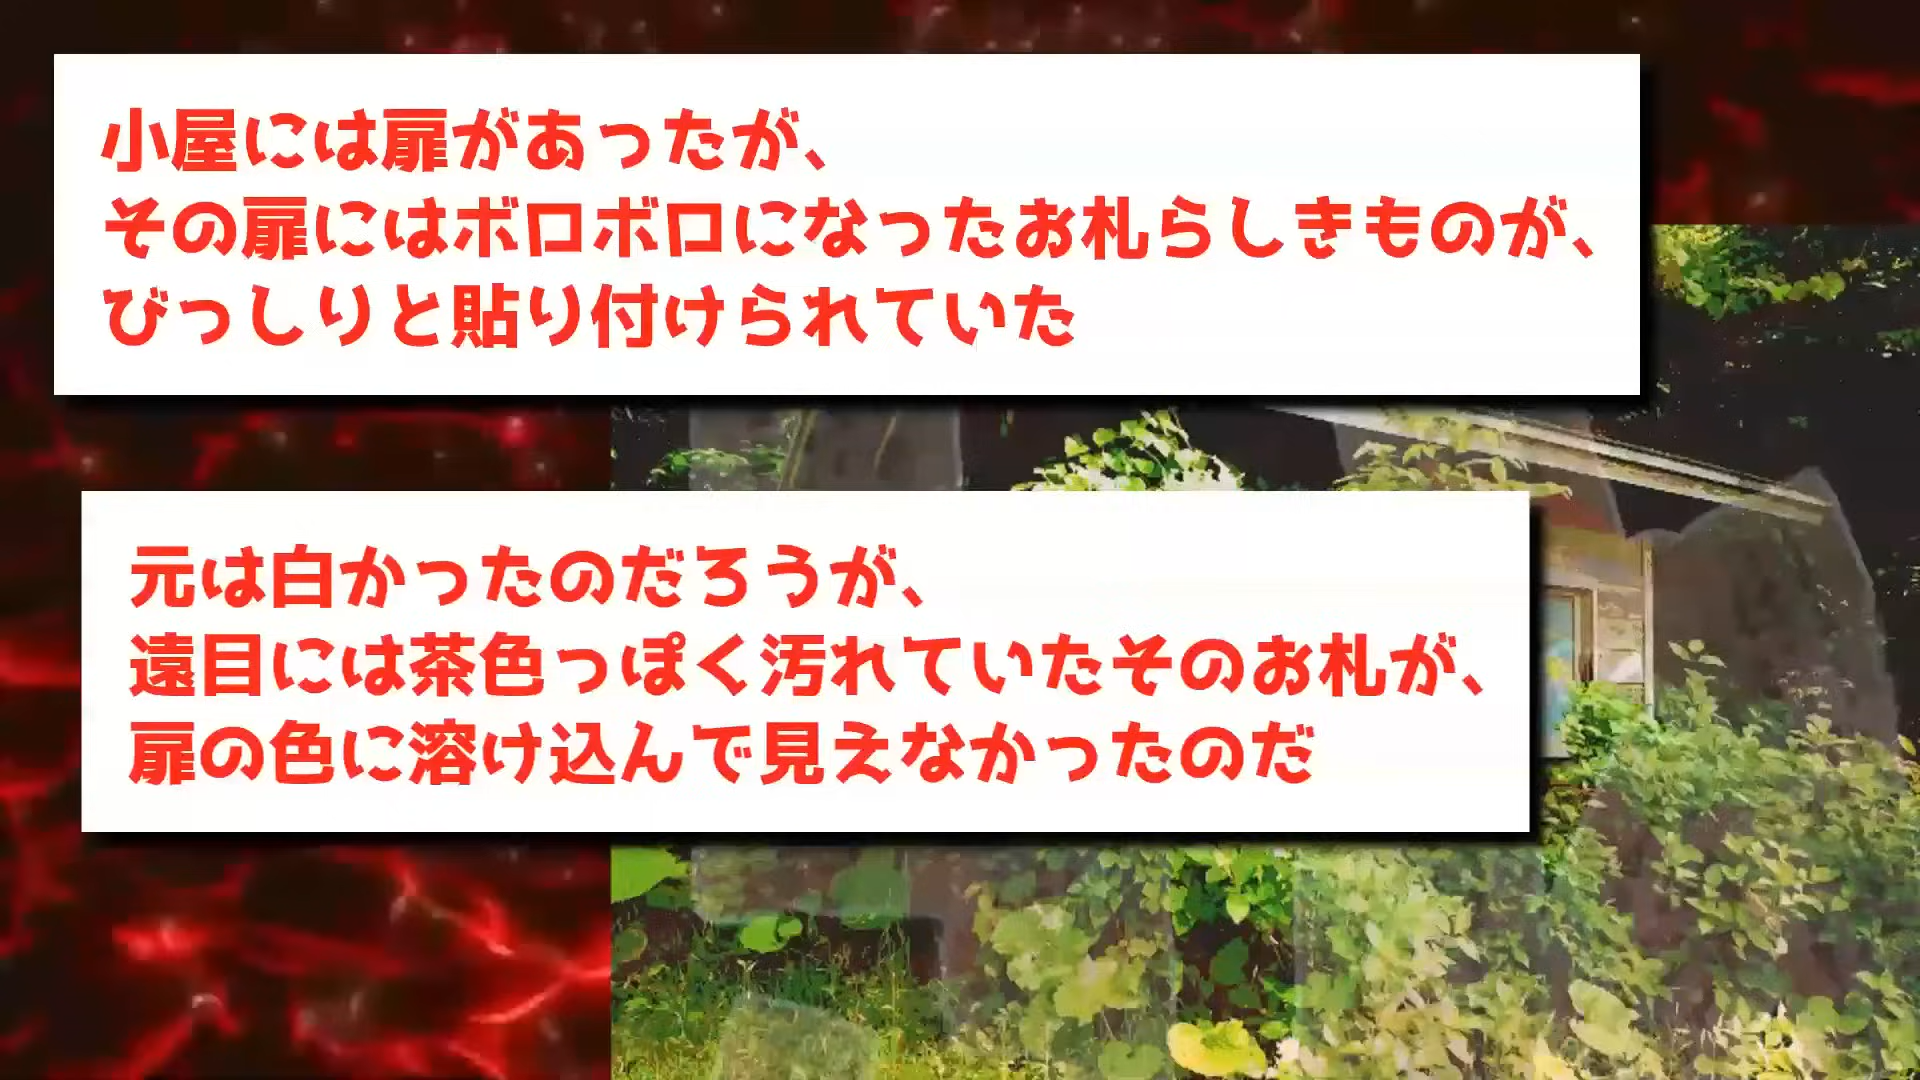 小屋には扉があったが、
その扉にはボロボロになったお札らしきものが、
びっしりと貼り付けられていた
元は白かったのだろうが、
遠目には茶色っぽく汚れていたそのお札が、
扉の色に溶け込んで見えなかったのだ